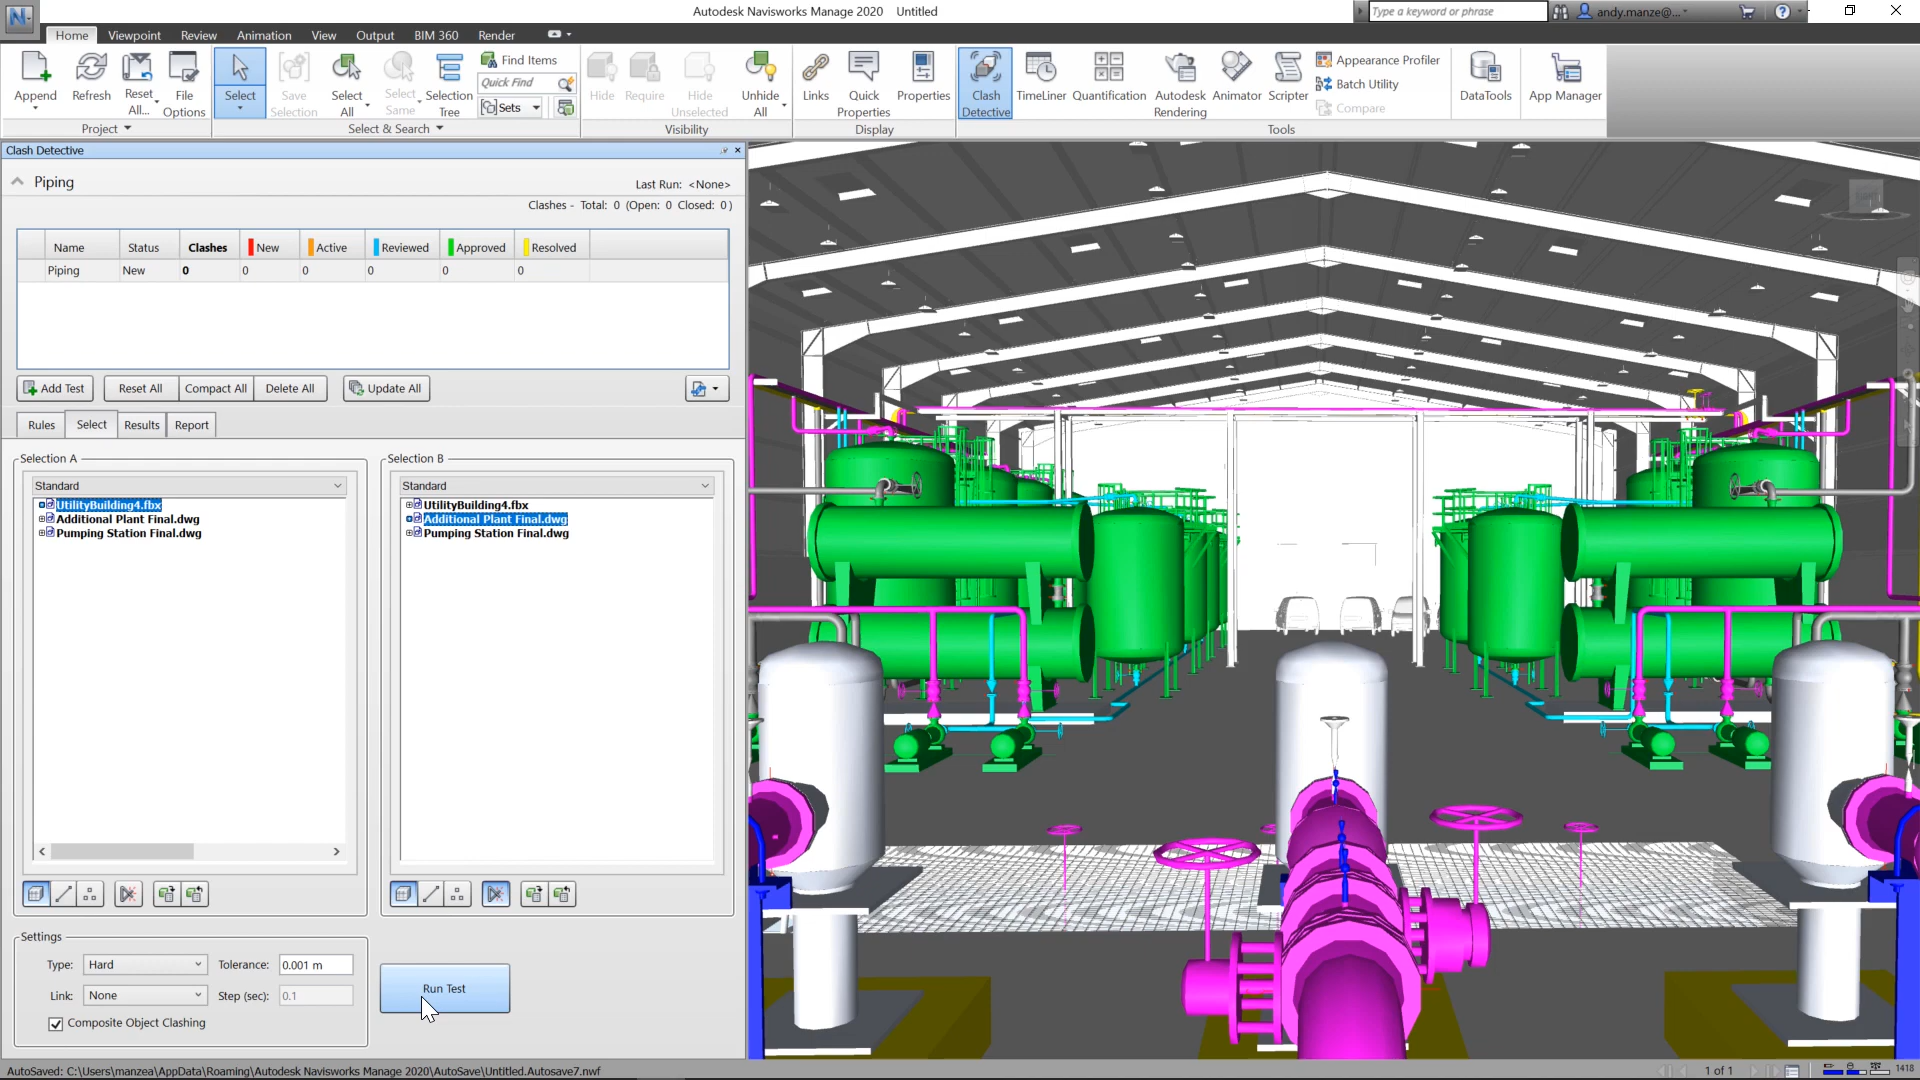 Autodesk Navisworks Manage 2020 Untitled
Type a keyword or phrase
andy.manze@...
Home Viewpoint Review Animation View Output BIM 360 Render
Append
Refresh
Reset
All...
File
Options
Project
Select
Save
Selection
Select
All
Select
Same
Selection
Tree
Find Items
Quick Find
Sets
Select & Search
Hide
Require
Hide
Unselected
Unhide
All
Visibility
Links
Quick
Properties
Properties
Display
Clash
Detective
TimeLiner
Quantification
Autodesk
Rendering
Animator
Scripter
Appearance Profiler
Batch Utility
Compare
DataTools
App Manager
Tools
Clash Detective
Piping
Last Run: <None>
Clashes - Total: 0 (Open: 0 Closed: 0)
Name Status Clashes New Active Reviewed Approved Resolved
Piping New 0 0 0 0 0 0
Add Test Reset All Compact All Delete All Update All
Rules Select Results Report
Selection A
Standard
UtilityBuilding4.fbx
Additional Plant Final.dwg
Pumping Station Final.dwg
Selection B
Standard
UtilityBuilding4.fbx
Additional Plant Final.dwg
Pumping Station Final.dwg
Settings
Type: Hard Tolerance: 0.001 m
Link: None Step (sec): 0.1
Composite Object Clashing
Run Test
AutoSaved: C:\Users\manzea\AppData\Roaming\Autodesk Navisworks Manage 2020\AutoSave\Untitled.Autosave7.nwf
1 of 1
1418